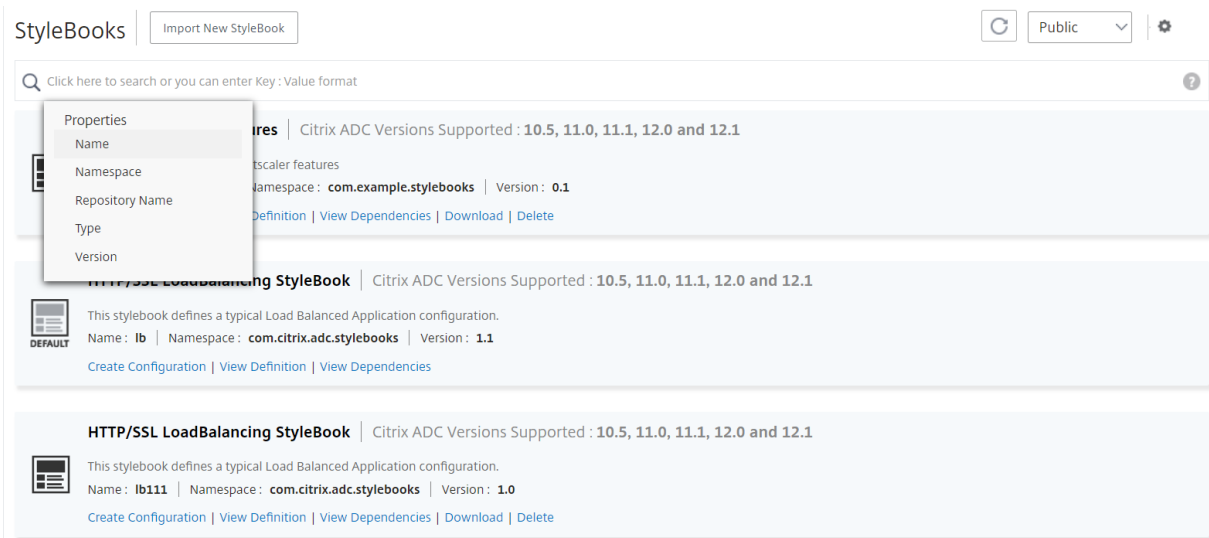 StyleBooks
Import New StyleBook
Public
Click here to search or you can enter Key : Value format
Properties
Name
Namespace
Repository Name
Type
Version
Citrix ADC Versions Supported : 10.5, 11.0, 11.1, 12.0 and 12.1
features
com.example.stylebooks Version : 0.1
View Dependencies | Download | Delete
HTTP/SSL LoadBalancing StyleBook Citrix ADC Versions Supported : 10.5, 11.0, 11.1, 12.0 and 12.1
This stylebook defines a typical Load Balanced Application configuration.
DEFAULT
Name : lb Namespace : com.citrix.adc.stylebooks Version : 1.1
Create Configuration | View Definition | View Dependencies
HTTP/SSL LoadBalancing StyleBook Citrix ADC Versions Supported : 10.5, 11.0, 11.1, 12.0 and 12.1
This stylebook defines a typical Load Balanced Application configuration.
Name : lb111 Namespace : com.citrix.adc.stylebooks Version : 1.0
Create Configuration | View Definition | View Dependencies | Download | Delete